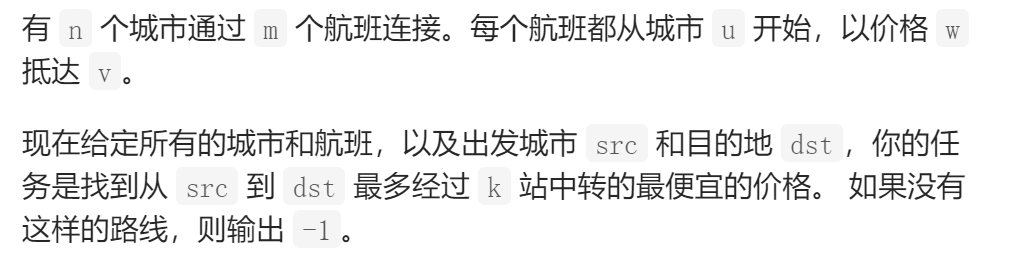 有 n 个城市通过 m 个航班连接。每个航班都从城市 u 开始，以价格 w
抵达 v 。
现在给定所有的城市和航班，以及出发城市 src 和目的地 dst，你的任
务是找到从 src 到 dst 最多经过 k 站中转的最便宜的价格。 如果没有
这样的路线，则输出 -1 。